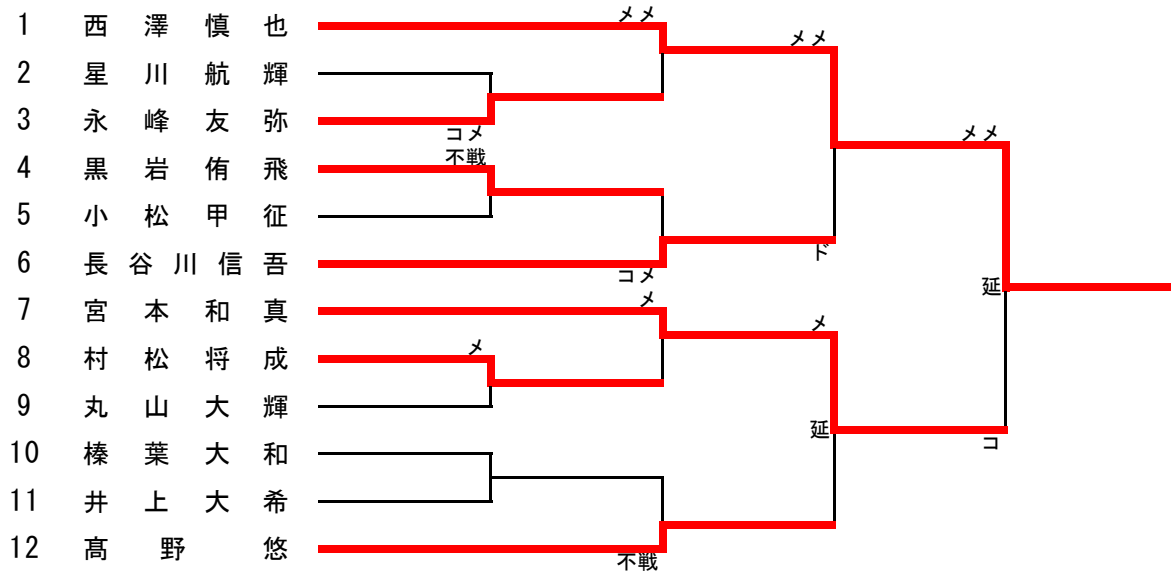 メメ
1 西澤慎也
メメ
2 星川航輝
3 永峰友弥
コメ
メメ
不戦
4 黒岩侑飛
5 小松甲征
ド
6 長谷川信吾
コメ
延
メ
7 宮本和真
メ
メ
8 村松将成
9 丸山大輝
延
コ
10 榛葉大和
11 井上大希
12 髙野悠
不戦